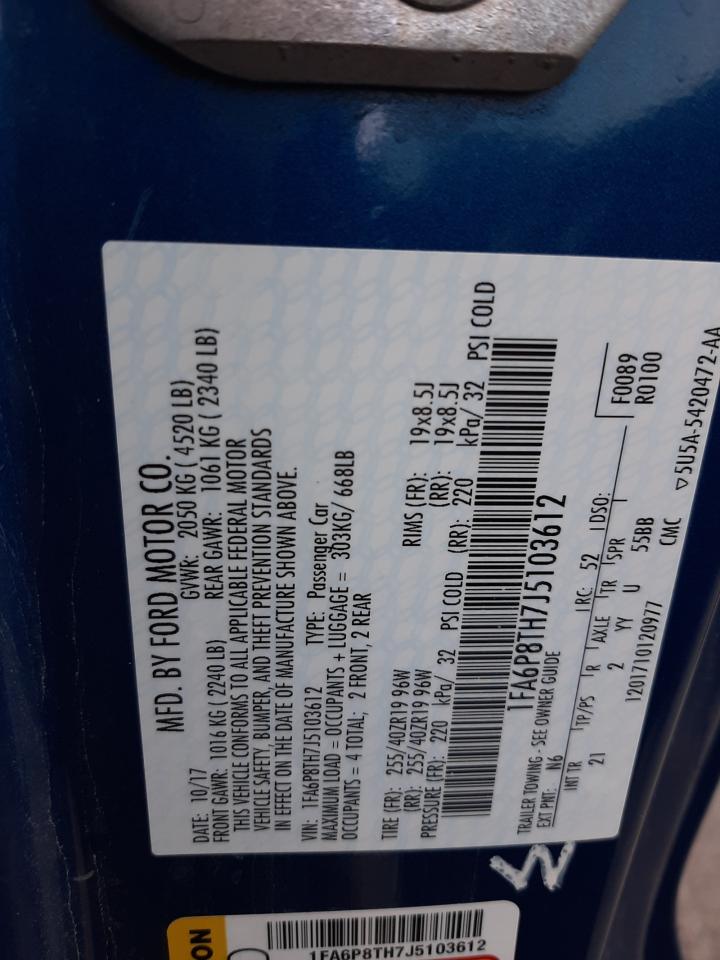 MFD. BY FORD MOTOR CO.
DATE: 10/17 GVWR: 2050 KG ( 4520 LB)
FRONT GAWR: 1016 KG ( 2240 LB) REAR GAWR: 1061 KG ( 2340 LB)
THIS VEHICLE CONFORMS TO ALL APPLICABLE FEDERAL MOTOR
VEHICLE SAFETY, BUMPER, AND THEFT PREVENTION STANDARDS
IN EFFECT ON THE DATE OF MANUFACTURE SHOWN ABOVE.
VIN: 1FA6P8TH7J5103612 TYPE: Passenger Car
MAXIMUM LOAD = OCCUPANTS + LUGGAGE = 303KG/ 668LB
OCCUPANTS = 4 TOTAL; 2 FRONT, 2 REAR
TIRE (FR): 255/40ZR19 96W RIMS (FR): 19x8.5J
(RR): 255/40ZR19 96W (RR): 19x8.5J
PRESSURE (FR): 220 kPa/ 32 PSI COLD (RR): 220 kPa/ 32 PSI COLD
1FA6P8TH7J5103612
TRAILER TOWING - SEE OWNER GUIDE
EXT PNT: N6 RC: 52 DSO:
INT TR TP/PS R AXLE TR SPR
21 2 YY U 55BB
F0089
R0100
1201710120977 CMC
▽5U5A-5420472-AA
W
ON
1FA6P8TH7J5103612